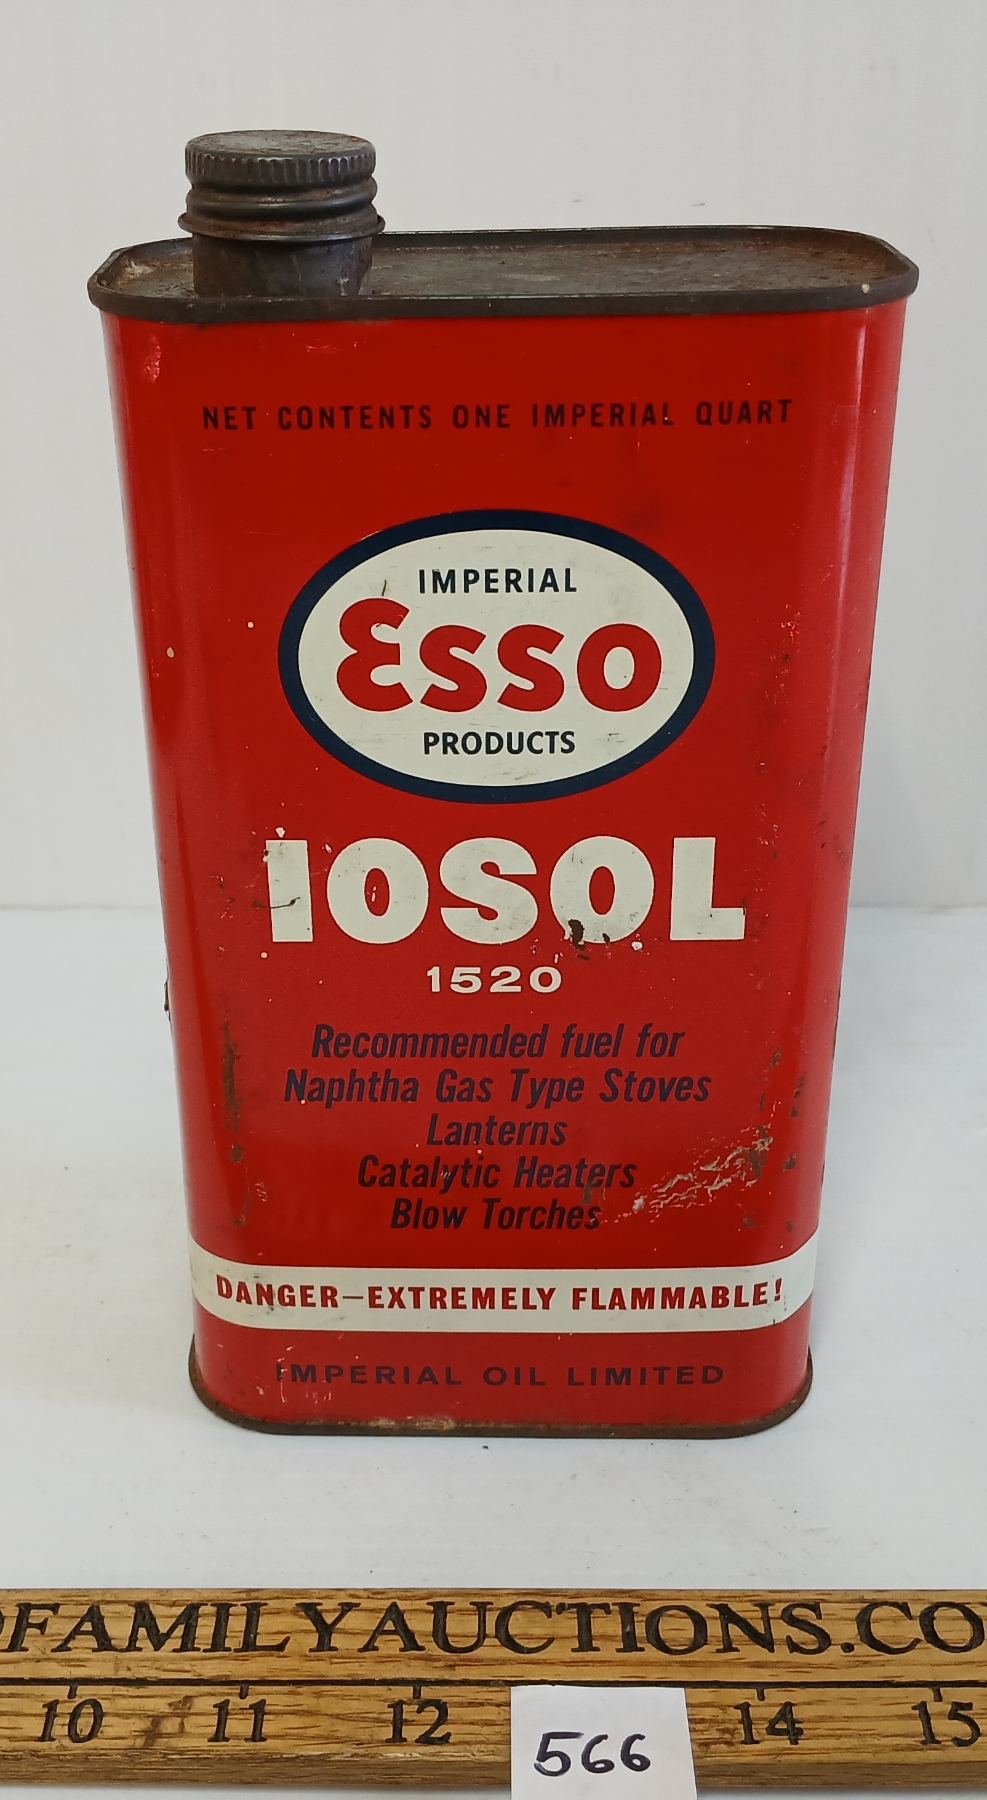 NET CONTENTS ONE IMPERIAL QUART
IMPERIAL
Esso
PRODUCTS
IOSOL
1520
Recommended fuel for
Naphtha Gas Type Stoves
Lanterns
Catalytic Heaters
Blow Torches
DANGER—EXTREMELY FLAMMABLE!
IMPERIAL OIL LIMITED
FAMILYAUCTIONS.CO
10 11 12 14 15
566